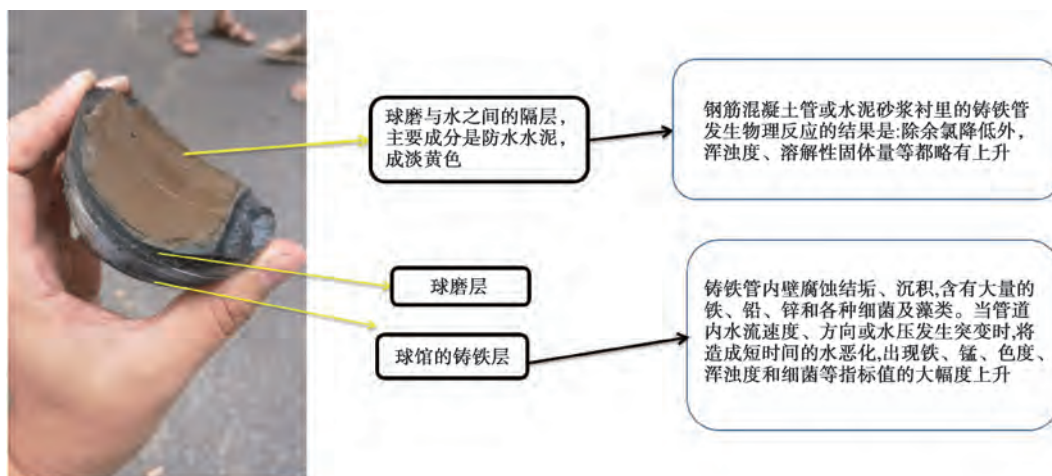 球磨与水之间的隔层，
主要成分是防水水泥，
成淡黄色
钢筋混凝土管或水泥砂浆衬里的铸铁管
发生物理反应的结果是:除余氯降低外，
浑浊度、溶解性固体量等都略有上升
球磨层
球馆的铸铁层
铸铁管内壁腐蚀结垢、沉积,含有大量的
铁、铅、锌和各种细菌及藻类。当管道
内水流速度、方向或水压发生突变时,将
造成短时间的水恶化,出现铁、锰、色度、
浑浊度和细菌等指标值的大幅度上升